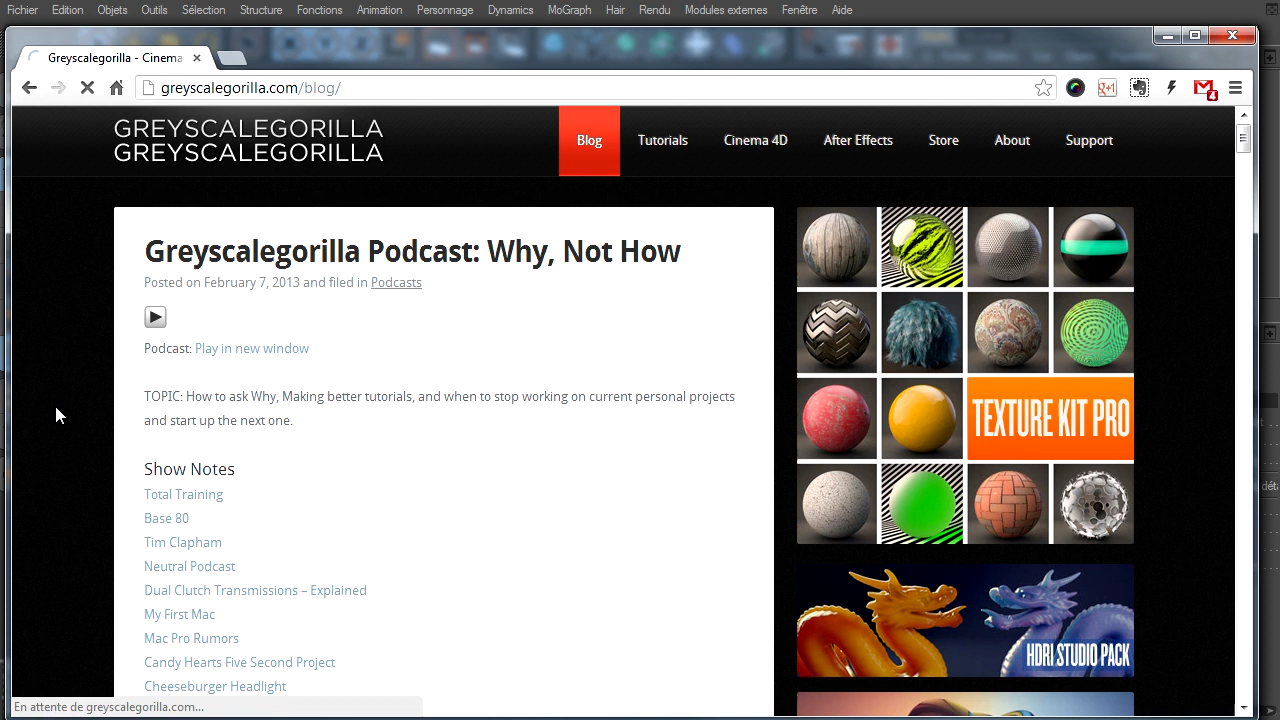 Fichier Edition Objets Outils Sélection Structure Fonctions Animation Personnage Dynamics MoGraph Hair Rendu Modules externes Fenêtre Aide
Greyscalegorilla - Cinema
greyscalegorilla.com/blog/
g+1
4
GREYSCALEGORILLA
GREYSCALEGORILLA
Blog Tutorials Cinema 4D After Effects Store About Support
Greyscalegorilla Podcast: Why, Not How
Posted on February 7, 2013 and filed in Podcasts
Podcast: Play in new window
TOPIC: How to ask Why, Making better tutorials, and when to stop working on current personal projects
and start up the next one.
Show Notes
Total Training
Base 80
Tim Clapham
Neutral Podcast
Dual Clutch Transmissions – Explained
My First Mac
Mac Pro Rumors
Candy Hearts Five Second Project
Cheeseburger Headlight
TEXTURE KIT PRO
HDRI STUDIO PACK
En attente de greyscalegorilla.com...